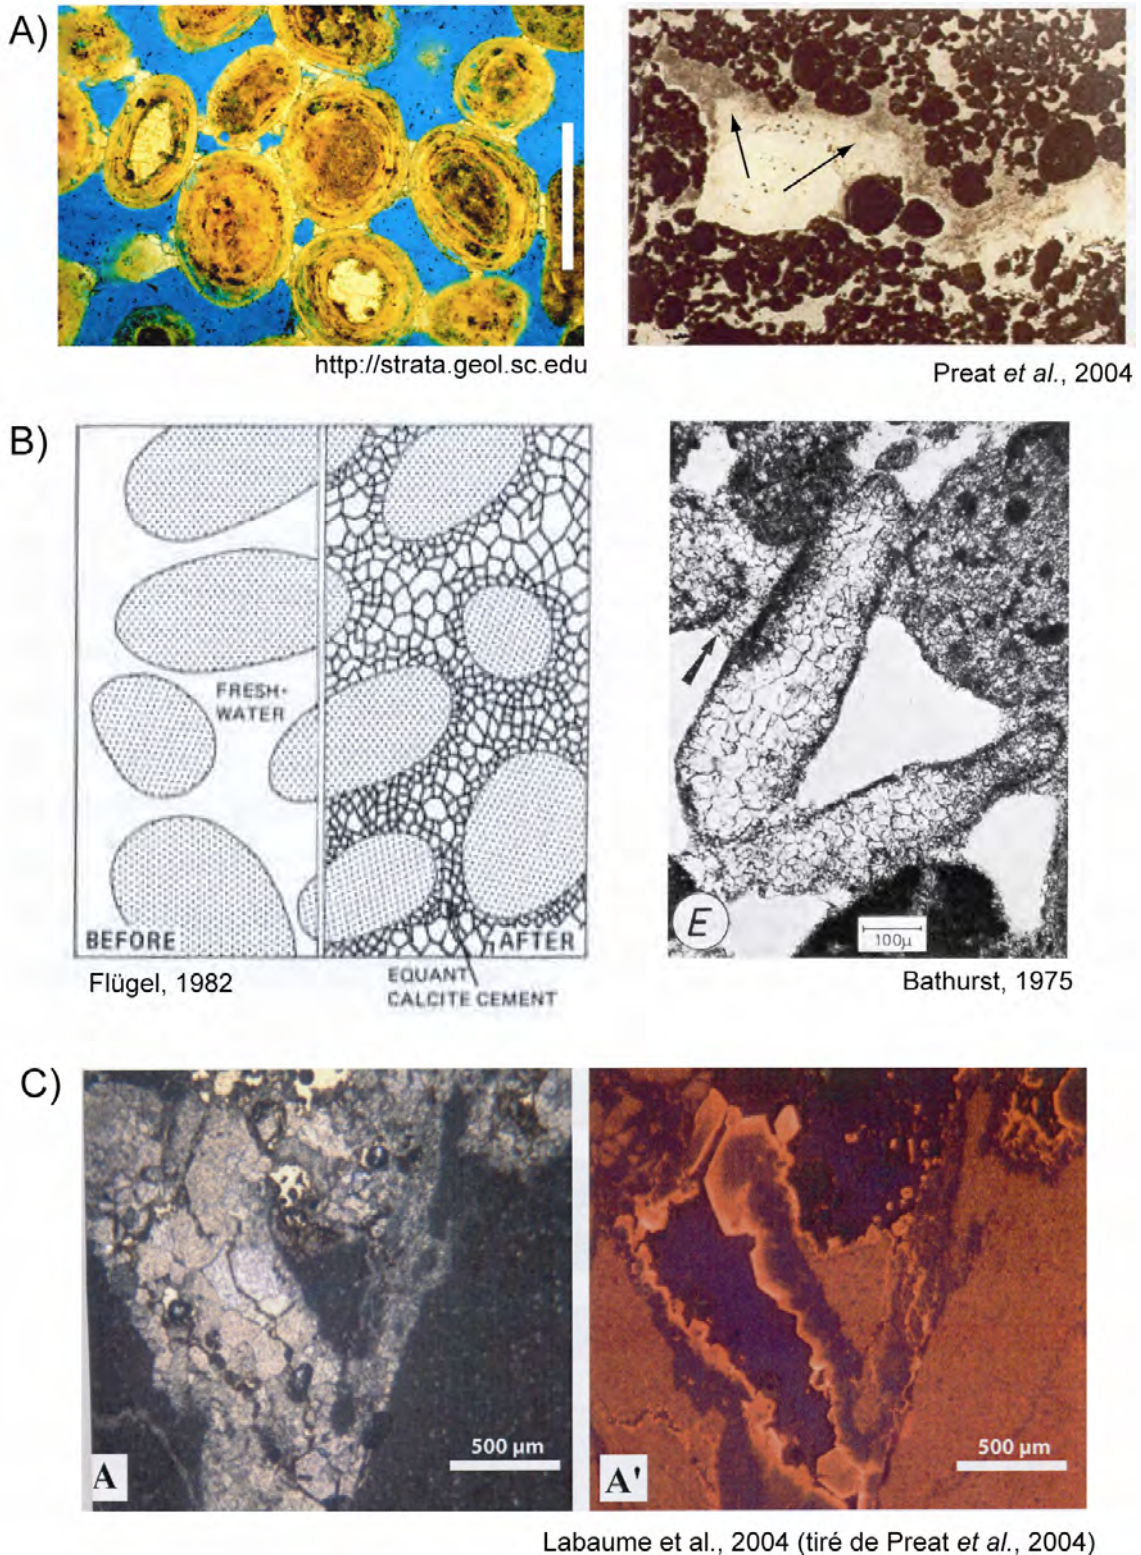 A)
http://strata.geol.sc.edu
Preat et al., 2004
B)
FRESH-
WATER
BEFORE
AFTER
EQUANT
CALCITE CEMENT
Flügel, 1982
E
100µ
Bathurst, 1975
C)
A
500 µm
A'
500 µm
Labaume et al., 2004 (tiré de Preat et al., 2004)